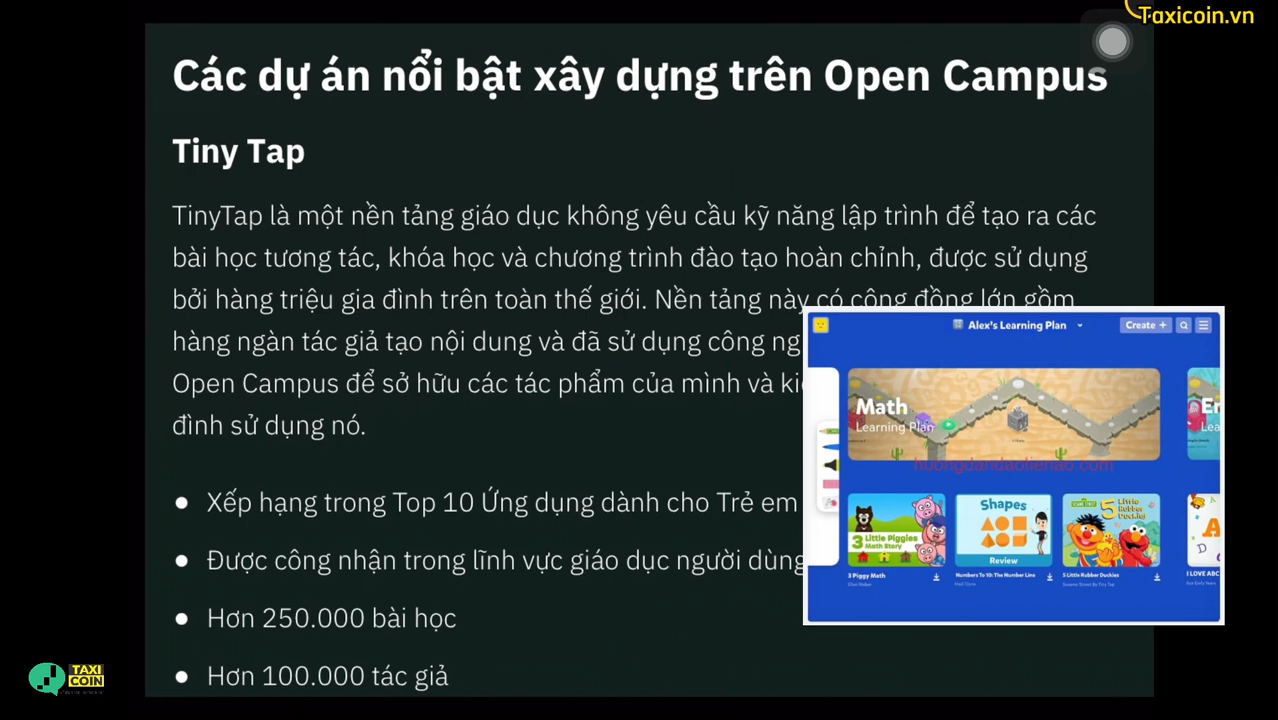 Taxicoin.vn
Các dự án nổi bật xây dựng trên Open Campus
Tiny Tap
TinyTap là một nền tảng giáo dục không yêu cầu kỹ năng lập trình để tạo ra các
bài học tương tác, khóa học và chương trình đào tạo hoàn chỉnh, được sử dụng
bởi hàng triệu gia đình trên toàn thế giới. Nền tảng này có cộng đồng lớn gồm
hàng ngàn tác giả tạo nội dung và đã sử dụng công ng
Open Campus để sở hữu các tác phẩm của mình và
đình sử dụng nó.
Xếp hạng trong Top 10 Ứng dụng dành cho Trẻ em
Được công nhận trong lĩnh vực giáo dục người dùng
Hơn 250.000 bài học
Hơn 100.000 tác giả
Alex's Learning Plan
Create +
Math
Learning Plan
huongdandaotienao.com
3 Little Piggies
Math Story
Shapes
Review
5 Little
Rubber
Duckies
3 Piggy Math
Numbers To 10: The Number Line
5 Little Rubber Duckies
I LOVE ABC
TAXI
COIN